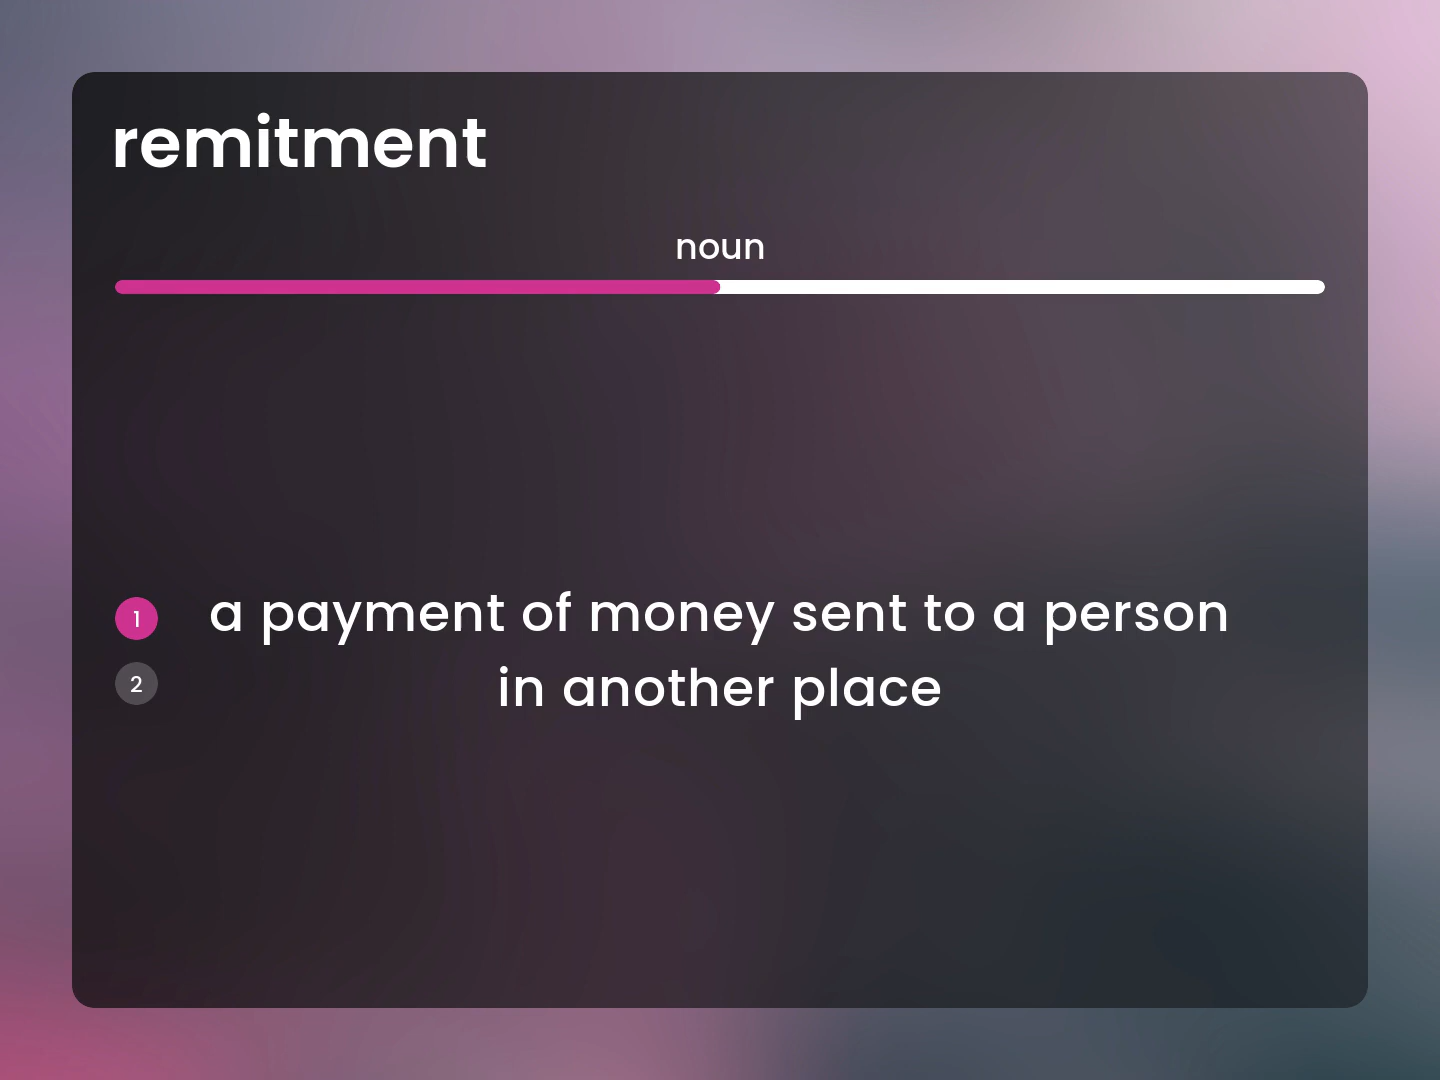 remitment
noun
1
a payment of money sent to a person
2
in another place